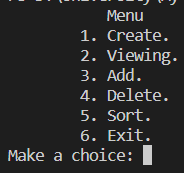 Menu
1. Create.
2. Viewing.
3. Add.
4. Delete.
5. Sort.
6. Exit.
Make a choice: